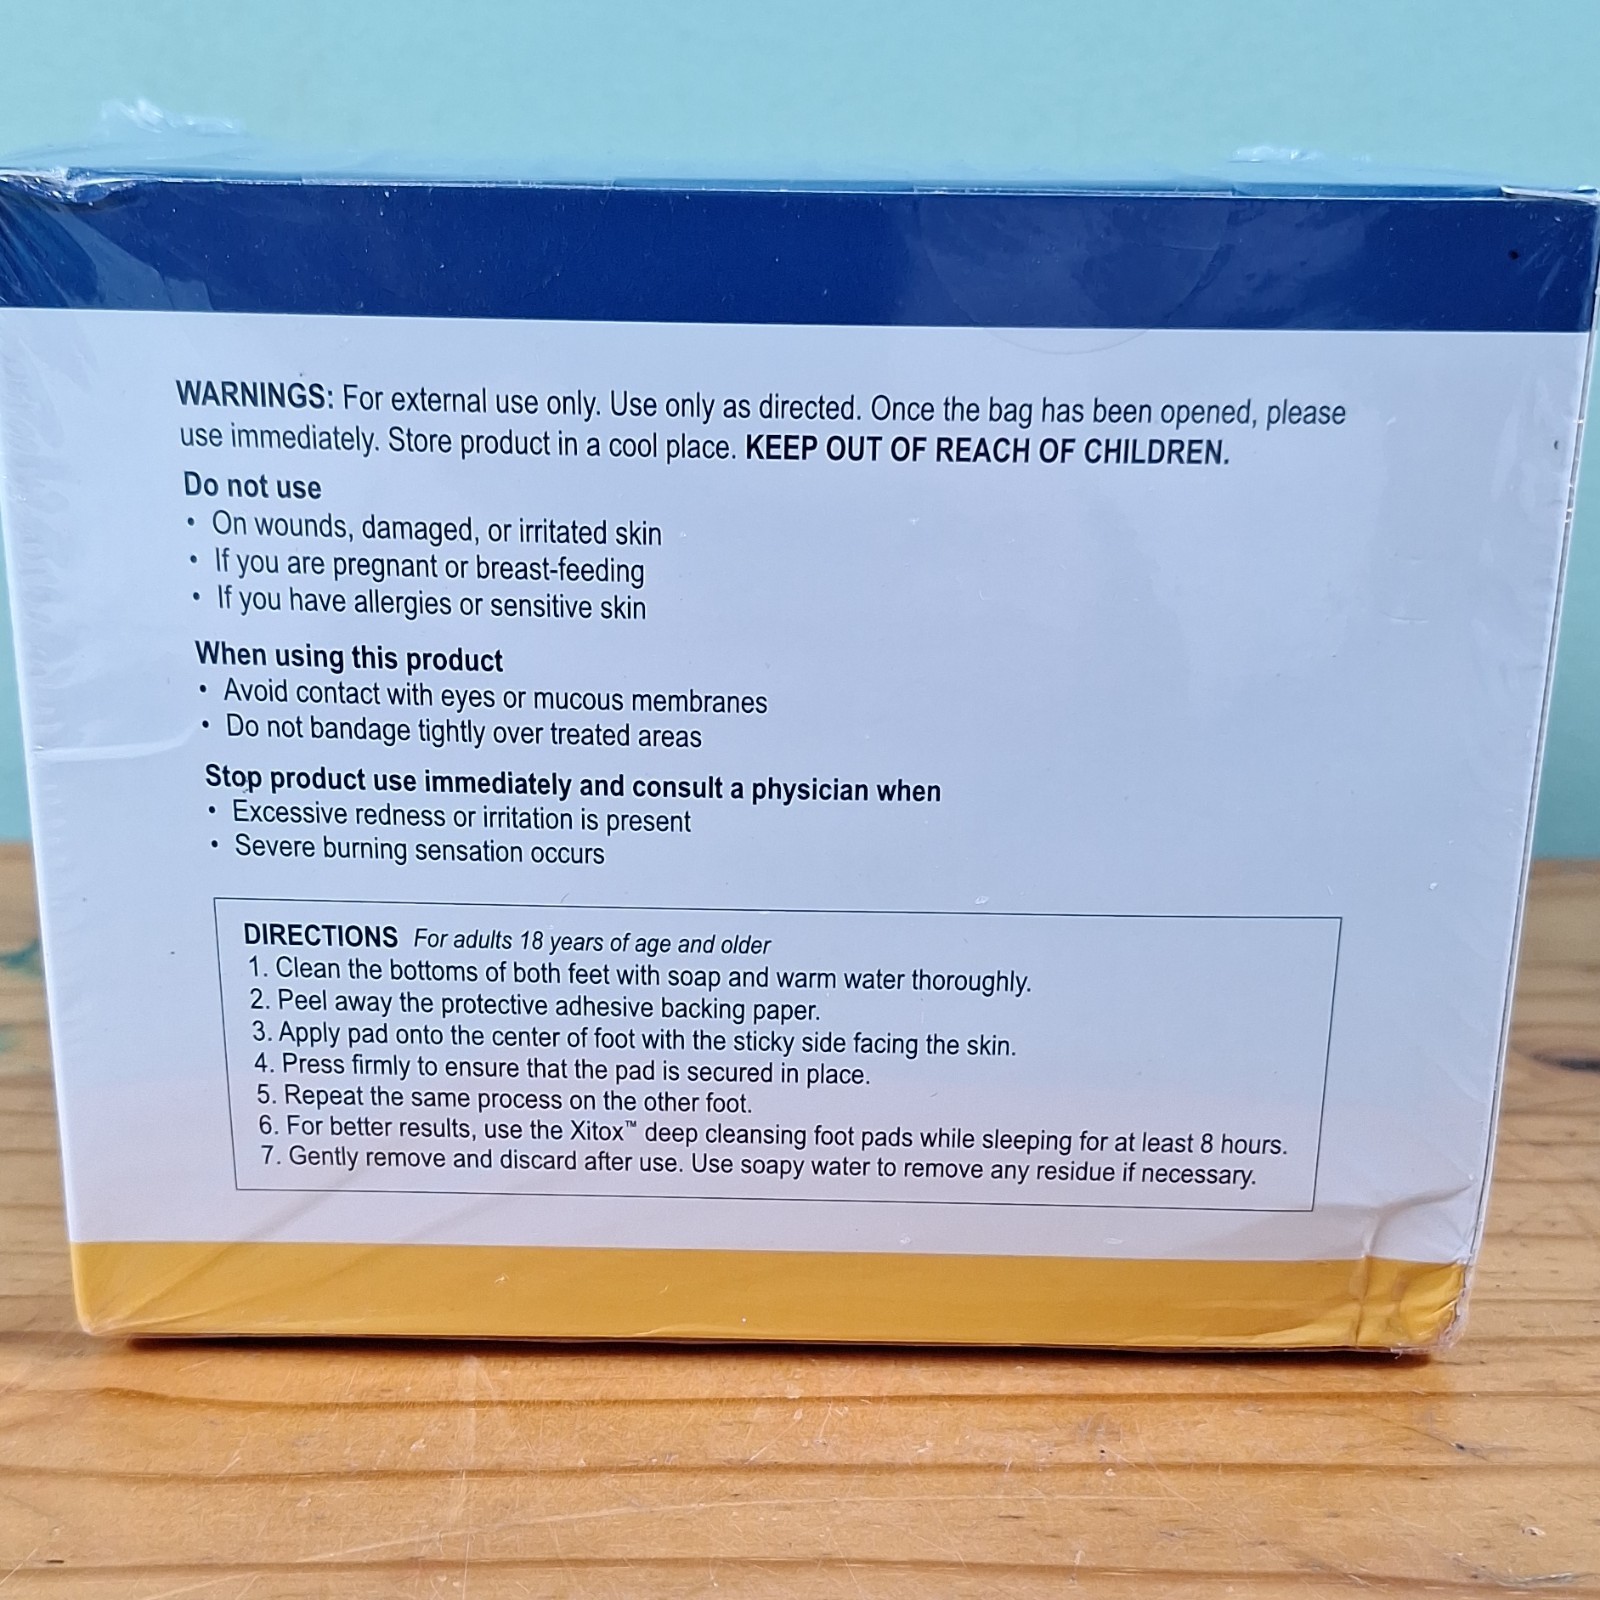 WARNINGS: For external use only. Use only as directed. Once the bag has been opened, please
use immediately. Store product in a cool place. KEEP OUT OF REACH OF CHILDREN.
Do not use
• On wounds, damaged, or irritated skin
• If you are pregnant or breast-feeding
• If you have allergies or sensitive skin
When using this product
• Avoid contact with eyes or mucous membranes
• Do not bandage tightly over treated areas
Stop product use immediately and consult a physician when
• Excessive redness or irritation is present
• Severe burning sensation occurs
DIRECTIONS For adults 18 years of age and older
1. Clean the bottoms of both feet with soap and warm water thoroughly.
2. Peel away the protective adhesive backing paper.
3. Apply pad onto the center of foot with the sticky side facing the skin.
4. Press firmly to ensure that the pad is secured in place.
5. Repeat the same process on the other foot.
6. For better results, use the Xitox™ deep cleansing foot pads while sleeping for at least 8 hours.
7. Gently remove and discard after use. Use soapy water to remove any residue if necessary.